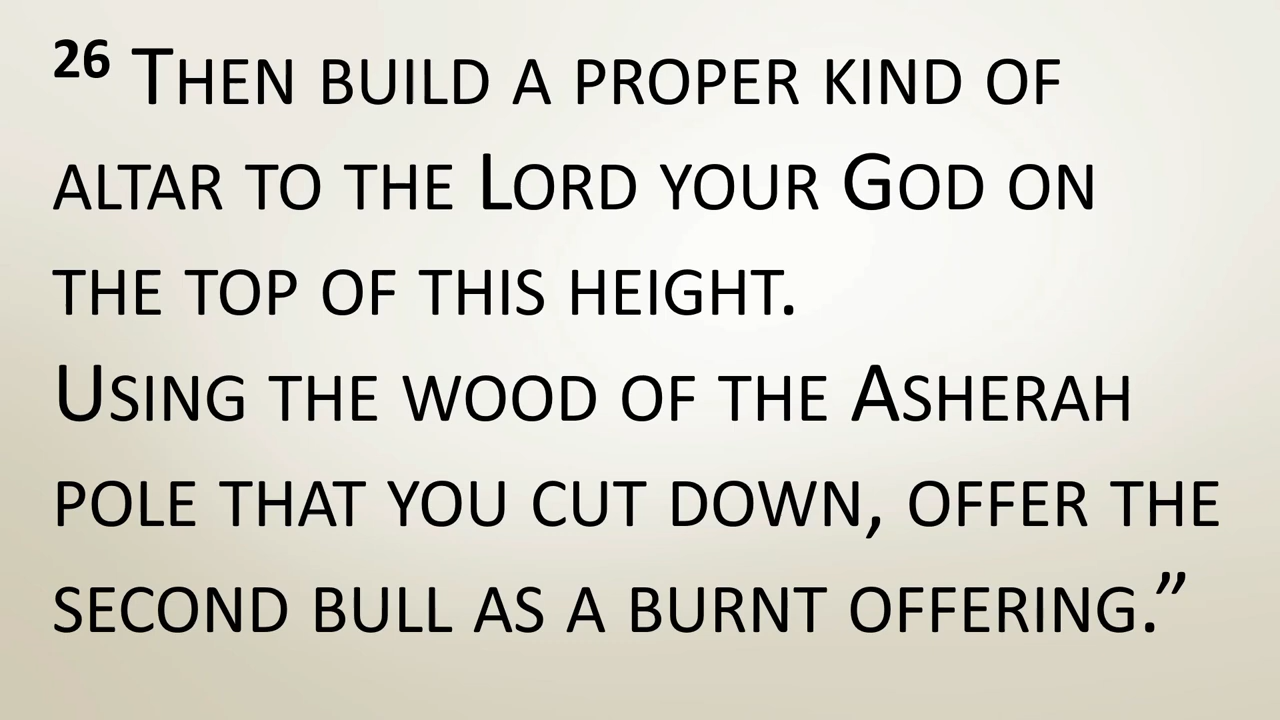 26 Then build a proper kind of
altar to the Lord your God on
the top of this height.
Using the wood of the Asherah
pole that you cut down, offer the
second bull as a burnt offering.”